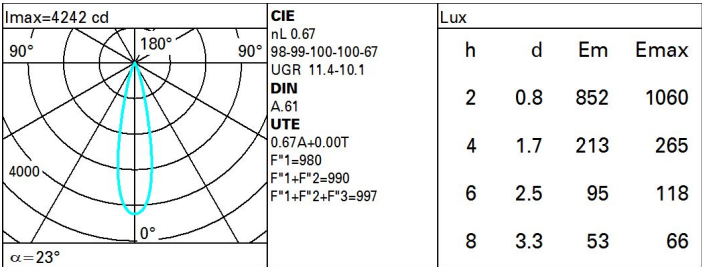 Imax=4242 cd
90°
180°
90°
4000
0°
α=23°
CIE
nL 0.67
98-99-100-100-67
UGR 11.4-10.1
DIN
A.61
UTE
0.67A+0.00T
F"1=980
F"1+F"2=990
F"1+F"2+F"3=997
Lux
h d Em Emax
2 0.8 852 1060
4 1.7 213 265
6 2.5 95 118
8 3.3 53 66